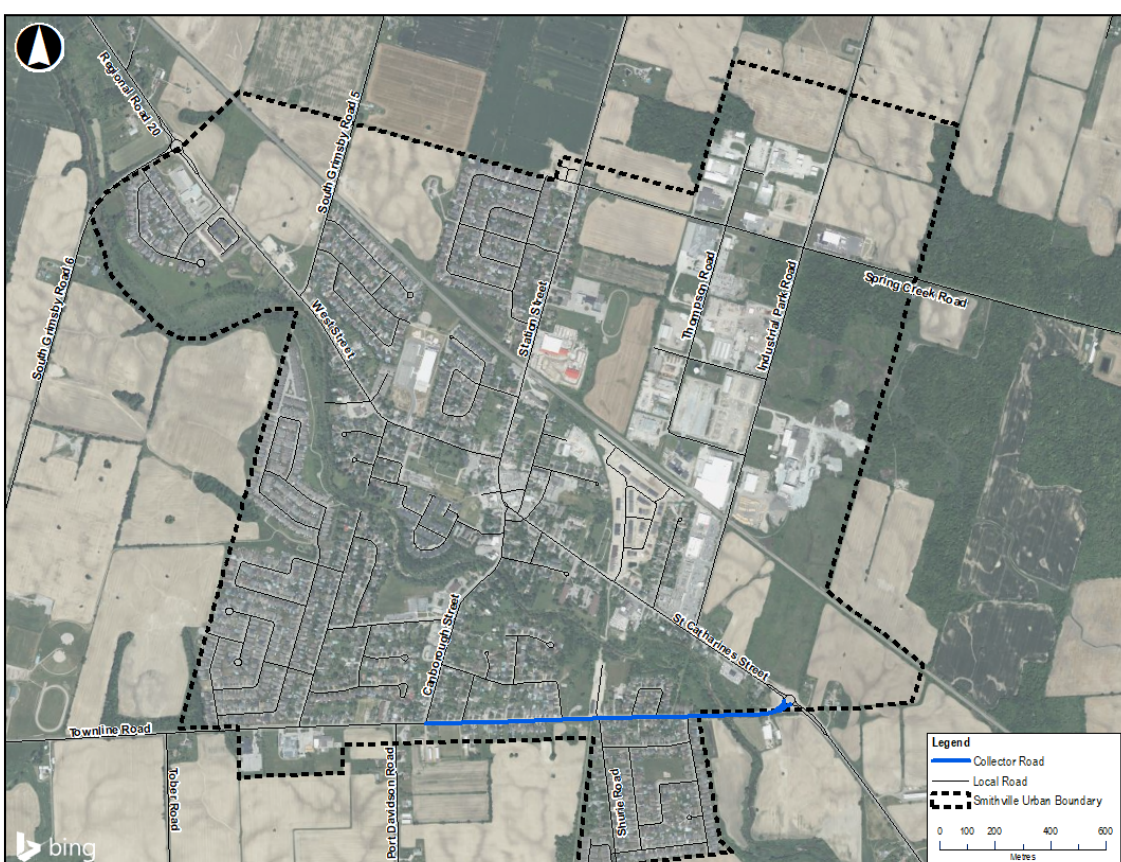 Regional Road 20
South Grimsby Road 5
South Grimsby Road 6
West Street
Station Street
Thompson Road
Industrial Park Road
Spring Creek Road
Canborough Street
St Catharines Street
Townline Road
Tober Road
Port Davidson Road
Shurie Road
Legend
Collector Road
Local Road
Smithville Urban Boundary
0 100 200 400 600
Metres
bing